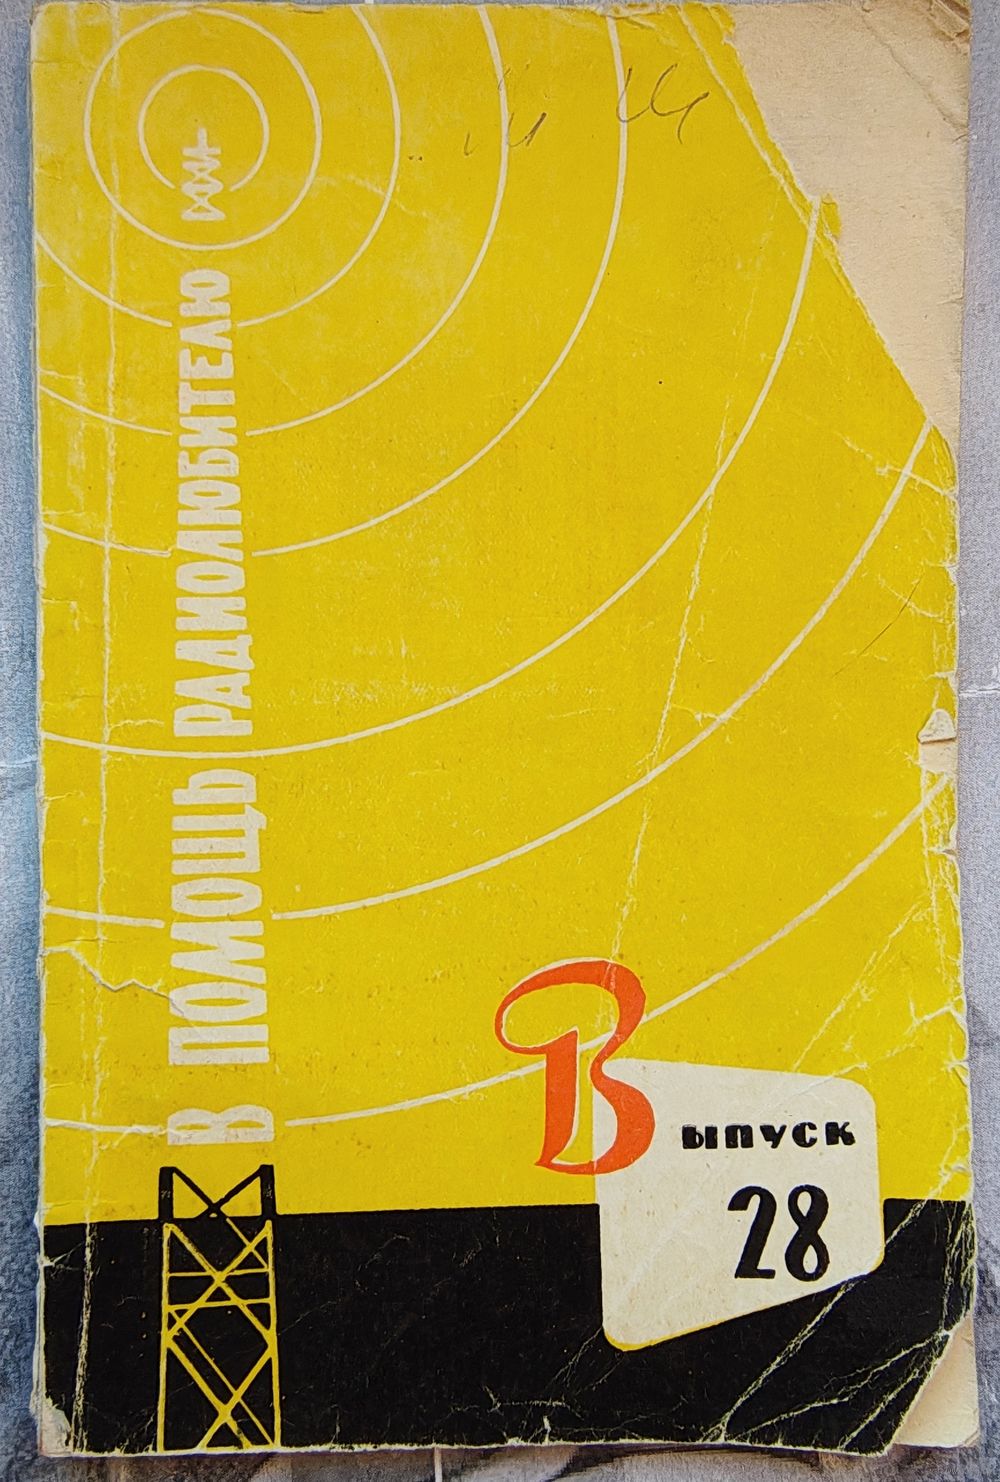 В ПОМОЩЬ РАДИОЛЮБИТЕЛЮ
Выпуск
28